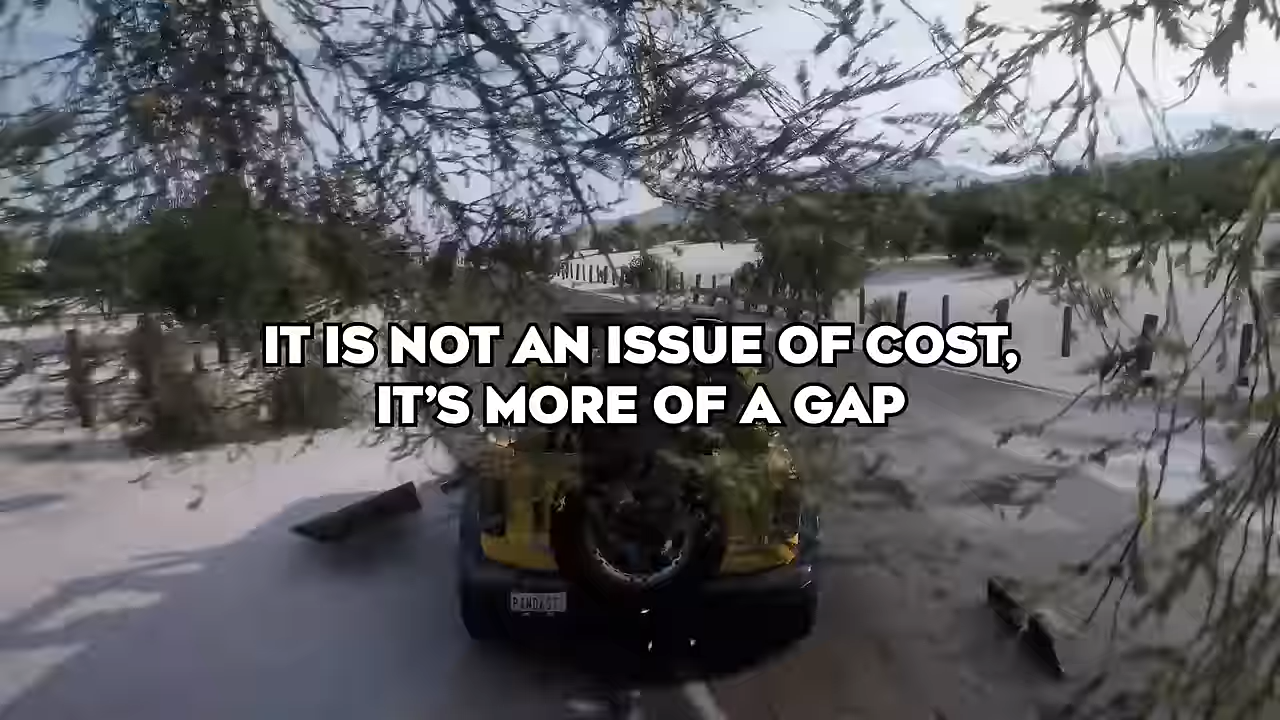 IT IS NOT AN ISSUE OF COST,
IT'S MORE OF A GAP